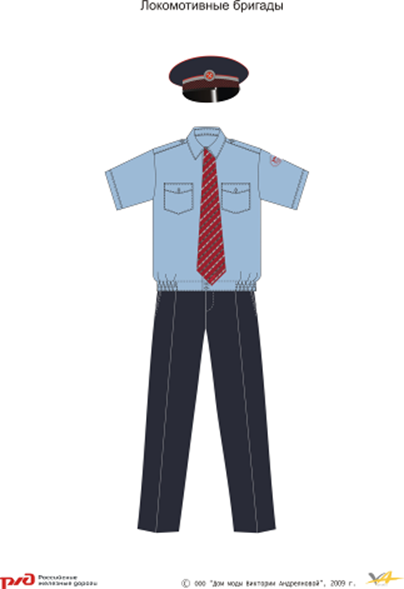 Локомотивные бригады
РЖД
Российские
железные дороги
© ООО "Дом моды Виктории Андреяновой", 2009 г.